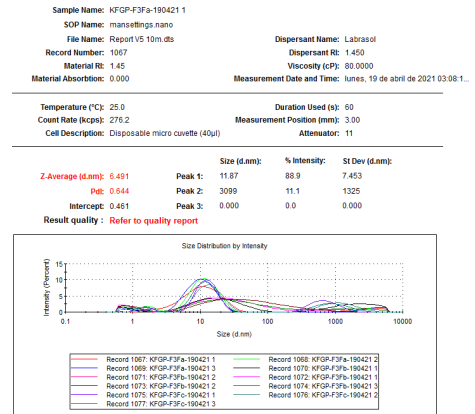 Sample Name: KFGP-F3Fa-190421 1
SOP Name: mansettings.nano
File Name: Report V5 10m.dts Dispersant Name: Labrasol
Record Number: 1067 Dispersant RI: 1.450
Material RI: 1.45 Viscosity (cP): 80.0000
Material Absorbtion: 0.000 Measurement Date and Time: lunes, 19 de abril de 2021 03:08:1...
Temperature (°C): 25.0 Duration Used (s): 60
Count Rate (kcps): 276.2 Measurement Position (mm): 3.00
Cell Description: Disposable micro cuvette (40µl) Attenuator: 11
Size (d.nm): % Intensity: St Dev (d.nm):
Z-Average (d.nm): 6.491 Peak 1: 11.87 88.9 7.453
PdI: 0.644 Peak 2: 3099 11.1 1325
Intercept: 0.461 Peak 3: 0.000 0.0 0.000
Result quality : Refer to quality report
Size Distribution by Intensity
Intensity (Percent)
15
10
5
0
0.1 1 10 100 1000 10000
Size (d.nm)
Record 1067: KFGP-F3Fa-190421 1 Record 1068: KFGP-F3Fa-190421 2
Record 1069: KFGP-F3Fa-190421 3 Record 1070: KFGP-F3Fb-190421 1
Record 1071: KFGP-F3Fb-190421 2 Record 1072: KFGP-F3Fb-190421 1
Record 1073: KFGP-F3Fb-190421 2 Record 1074: KFGP-F3Fb-190421 3
Record 1075: KFGP-F3Fc-190421 1 Record 1076: KFGP-F3Fc-190421 2
Record 1077: KFGP-F3Fc-190421 3